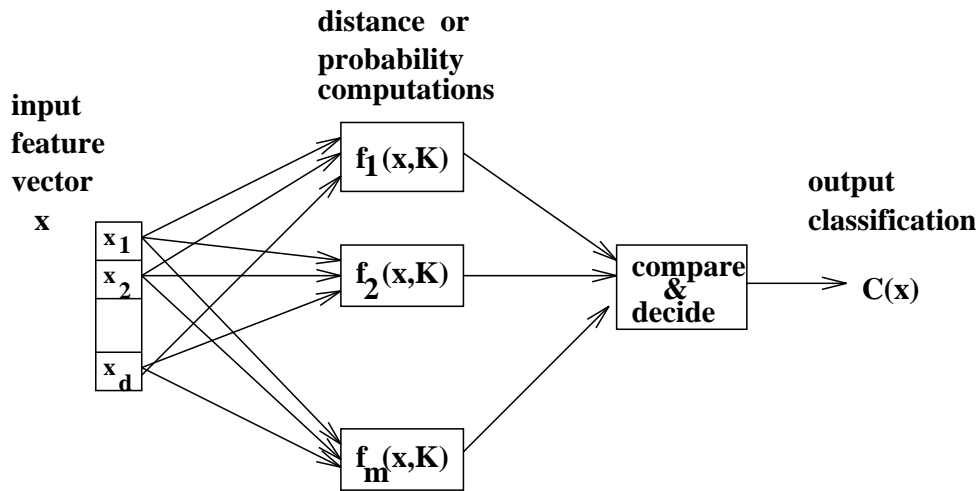 distance or
probability
computations
input
feature
vector
x
x1
x2
xd
f1(x,K)
f2(x,K)
fm(x,K)
compare
&
decide
output
classification
C(x)